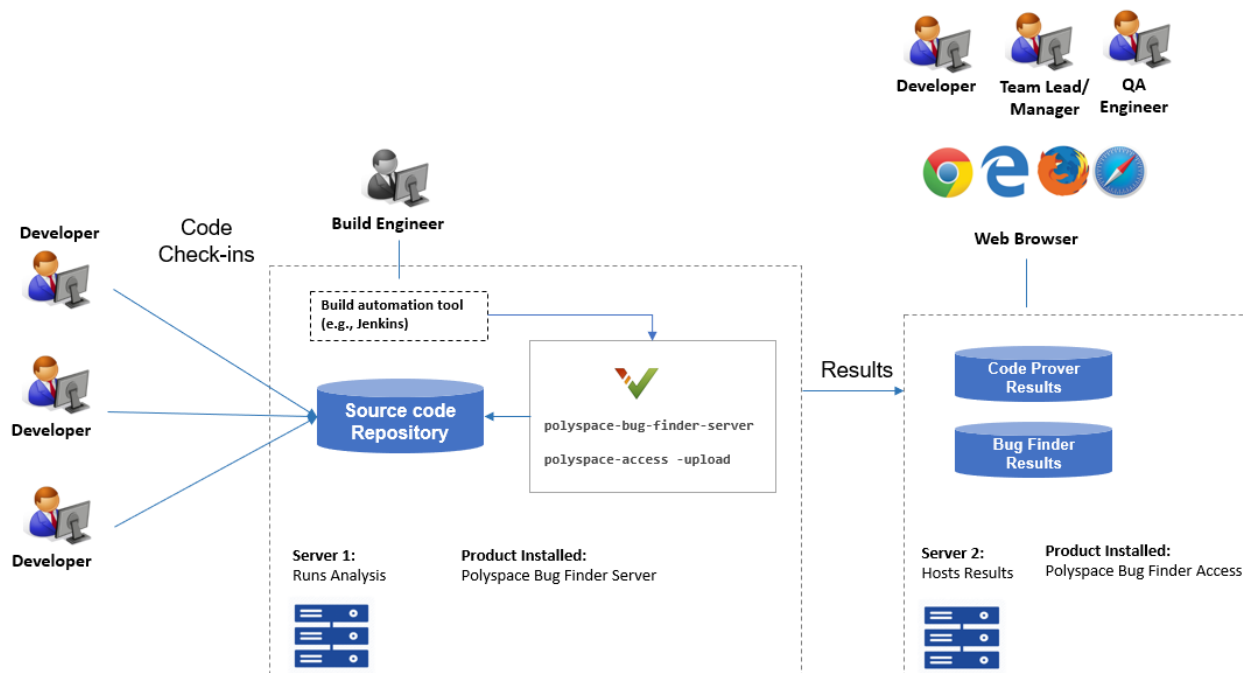 Developer
Team Lead/
Manager
QA
Engineer
Web Browser
Build Engineer
Code
Check-ins
Developer
Developer
Developer
Build automation tool
(e.g., Jenkins)
Source code
Repository
polyspace-bug-finder-server
polyspace-access -upload
Results
Code Prover
Results
Bug Finder
Results
Server 1:
Runs Analysis
Product Installed:
Polyspace Bug Finder Server
Server 2:
Hosts Results
Product Installed:
Polyspace Bug Finder Access